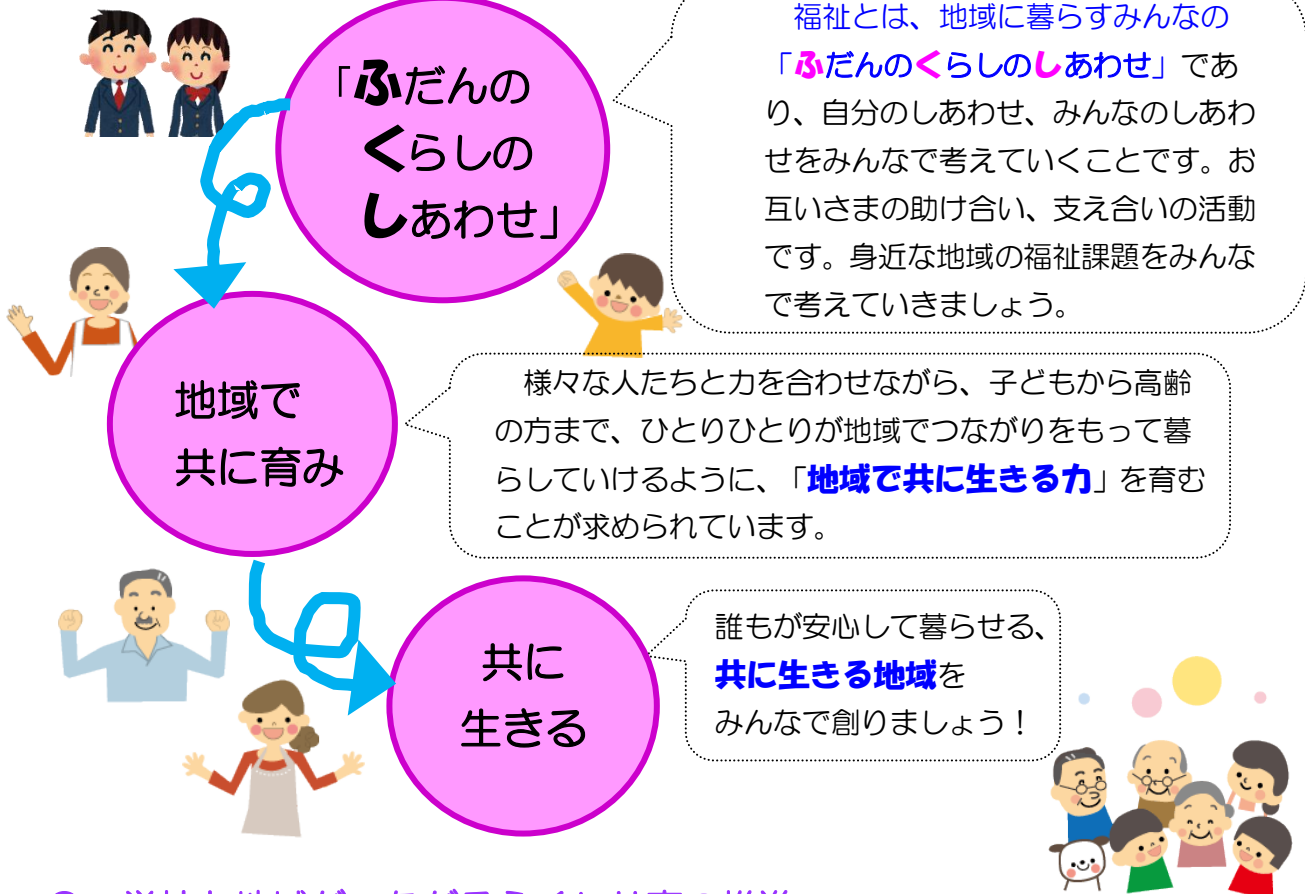 「ふだんの
くらしの
しあわせ」
福祉とは、地域に暮らすみんなの
「ふだんのくらしのしあわせ」であ
り、自分のしあわせ、みんなのしあわ
せをみんなで考えていくことです。お
互いさまの助け合い、支え合いの活動
です。身近な地域の福祉課題をみんな
で考えていきましょう。
地域で
共に育み
様々な人たちと力を合わせながら、子どもから高齢
の方まで、ひとりひとりが地域でつながりをもって暮
らしていけるように、「地域で共に生きる力」を育む
ことが求められています。
共に
生きる
誰もが安心して暮らせる、
共に生きる地域を
みんなで創りましょう！